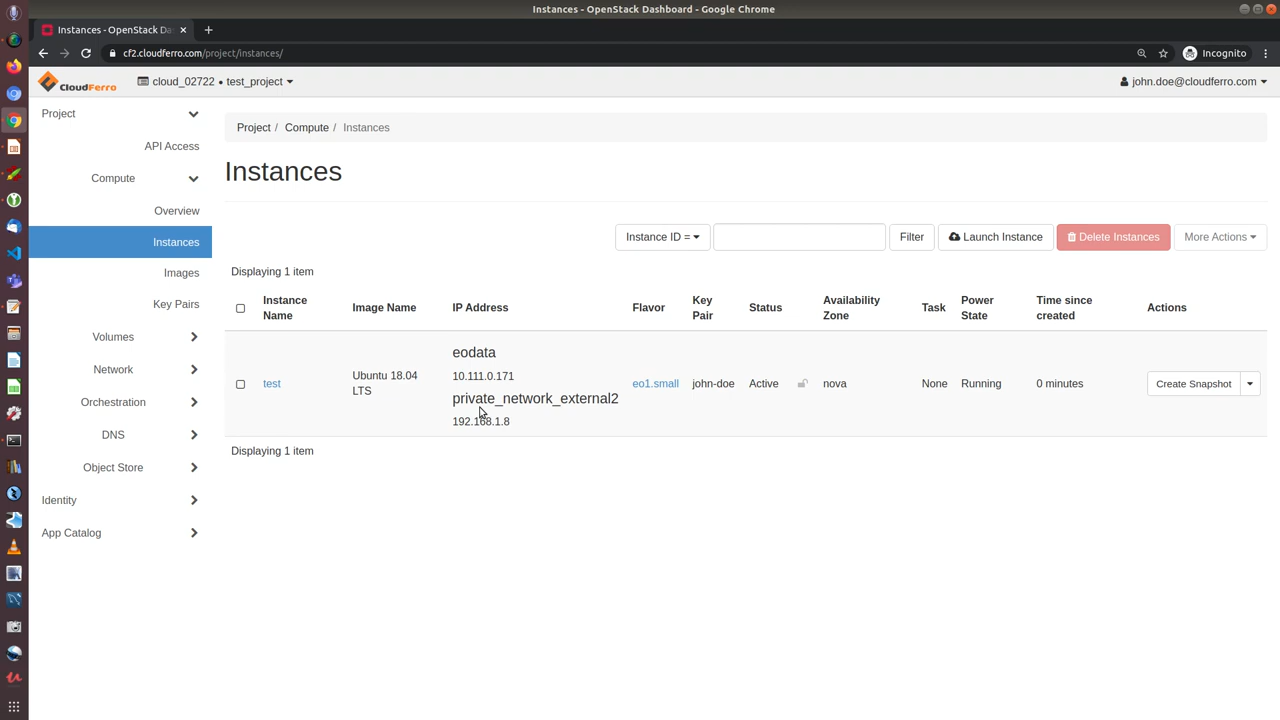 Instances - OpenStack Dashboard - Google Chrome
Instances - OpenStack Da
cf2.cloudferro.com/project/instances/
Incognito
CLOUDFERRO
cloud_02722 • test_project
john.doe@cloudferro.com
Project
API Access
Compute
Overview
Instances
Images
Key Pairs
Volumes
Network
Orchestration
DNS
Object Store
Identity
App Catalog
Project / Compute / Instances
Instances
Instance ID =
Filter
Launch Instance
Delete Instances
More Actions
Displaying 1 item
Instance Name
Image Name
IP Address
Flavor
Key Pair
Status
Availability Zone
Task
Power State
Time since created
Actions
test
Ubuntu 18.04 LTS
eodata
10.111.0.171
private_network_external2
192.168.1.8
eo1.small
john-doe
Active
nova
None
Running
0 minutes
Create Snapshot
Displaying 1 item